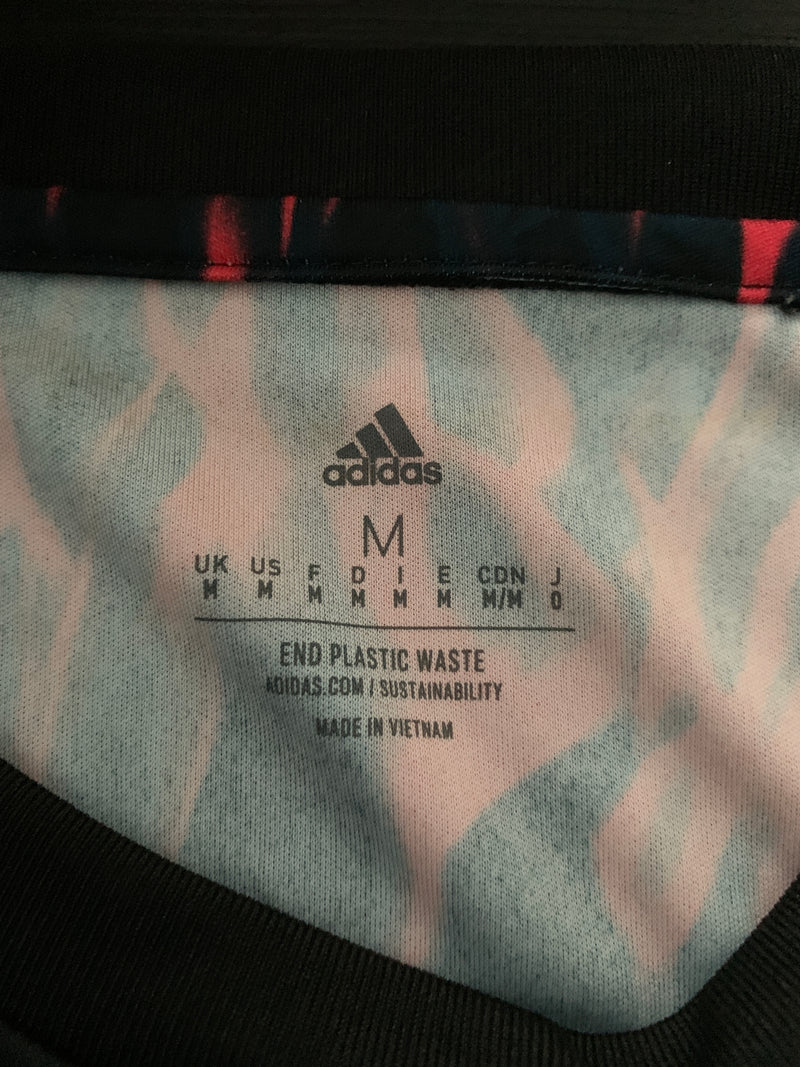 adidas
M
UK US F D I E CDN J
M M M M M M M/M O
END PLASTIC WASTE
ADIDAS.COM / SUSTAINABILITY
MADE IN VIETNAM